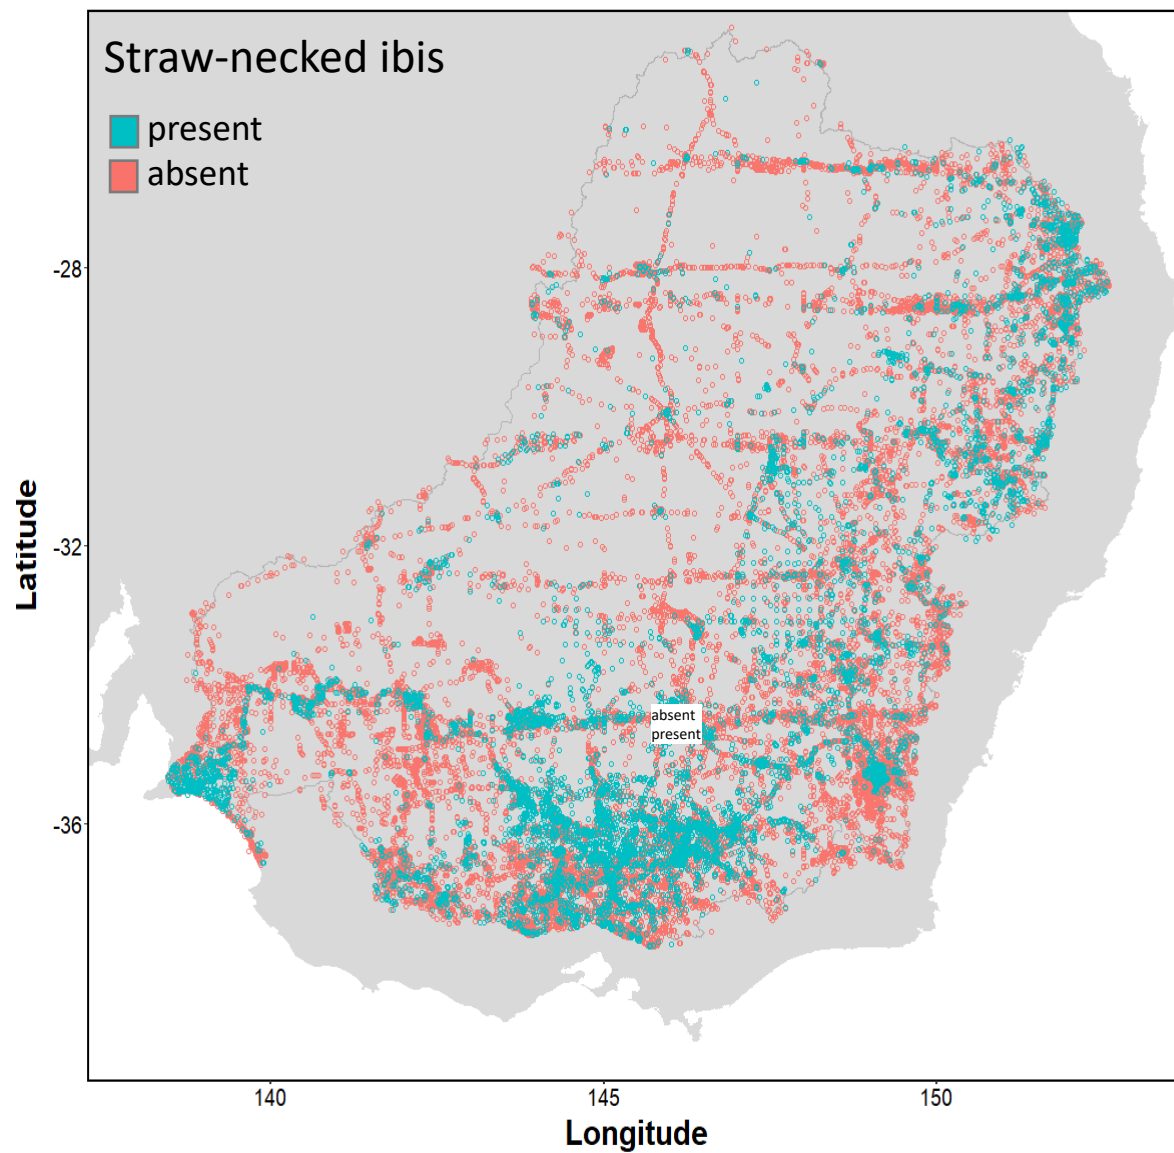 Straw-necked ibis
present
absent
-28
-32
-36
Latitude
absent
present
140
145
150
Longitude